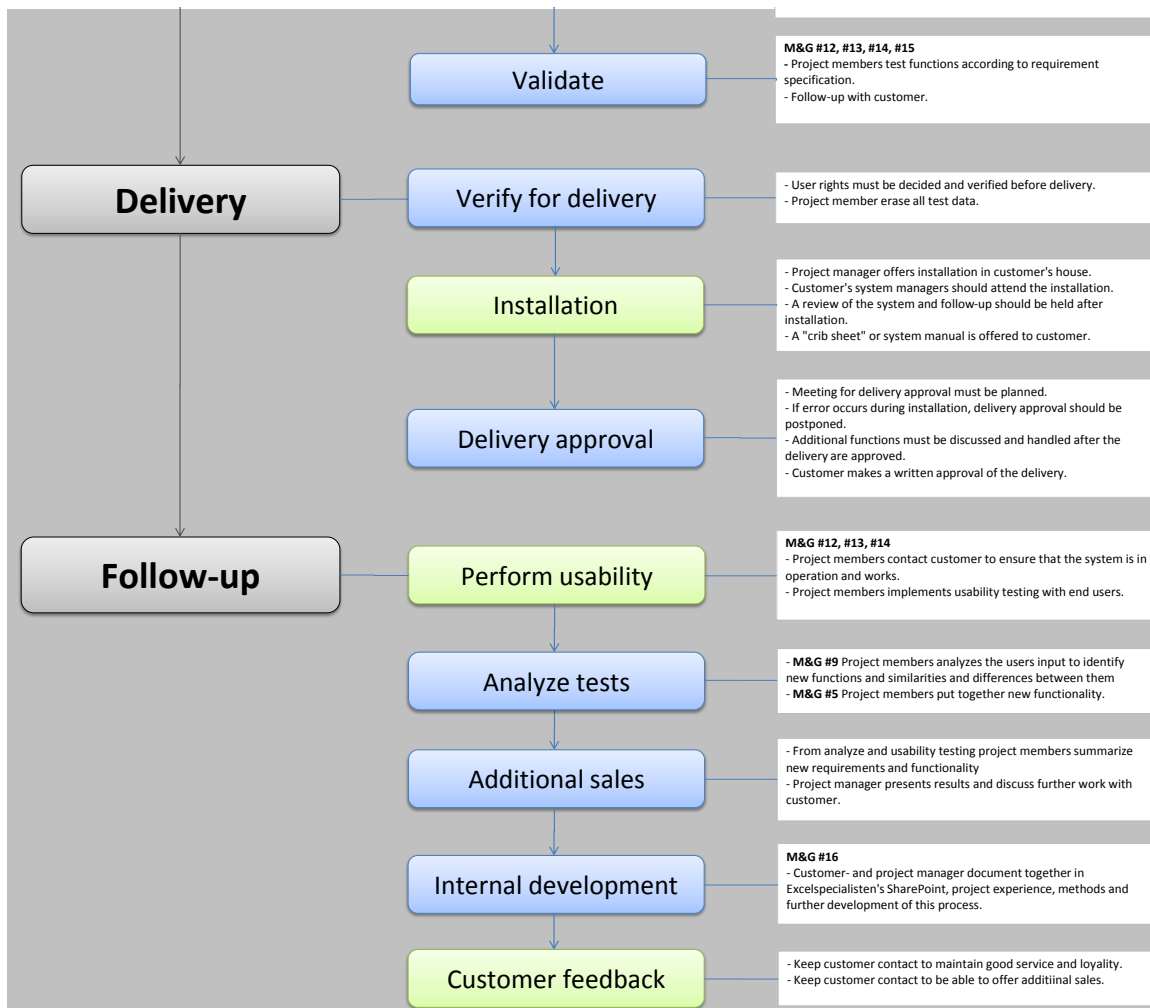 Validate
M&G #12, #13, #14, #15
- Project members test functions according to requirement
specification.
- Follow-up with customer.
Delivery
Verify for delivery
- User rights must be decided and verified before delivery.
- Project member erase all test data.
Installation
- Project manager offers installation in customer's house.
- Customer's system managers should attend the installation.
- A review of the system and follow-up should be held after
installation.
- A "crib sheet" or system manual is offered to customer.
Delivery approval
- Meeting for delivery approval must be planned.
- If error occurs during installation, delivery approval should be
postponed.
- Additional functions must be discussed and handled after the
delivery are approved.
- Customer makes a written approval of the delivery.
Follow-up
Perform usability
M&G #12, #13, #14
- Project members contact customer to ensure that the system is in
operation and works.
- Project members implements usability testing with end users.
Analyze tests
- M&G #9 Project members analyzes the users input to identify
new functions and similarities and differences between them
- M&G #5 Project members put together new functionality.
Additional sales
- From analyze and usability testing project members summarize
new requirements and functionality
- Project manager presents results and discuss further work with
customer.
Internal development
M&G #16
- Customer- and project manager document together in
Excelspecialisten's SharePoint, project experience, methods and
further development of this process.
Customer feedback
- Keep customer contact to maintain good service and loyality.
- Keep customer contact to be able to offer additiinal sales.